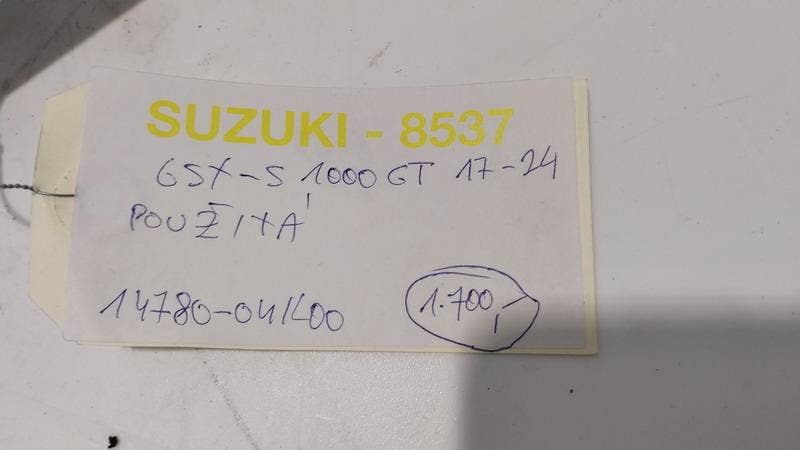 SUZUKI - 8537
GSX-S 1000 GT 17-24
POUŽITÁ
14780-04K00
1.700,-